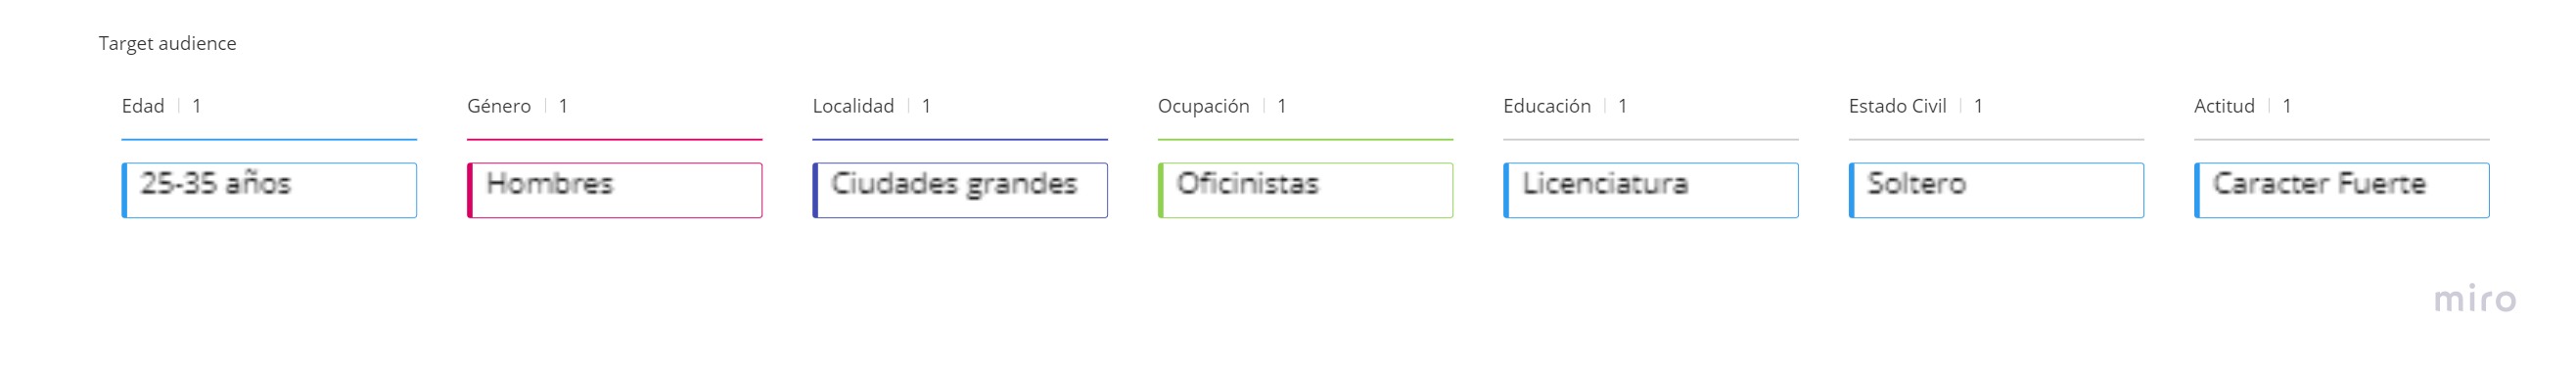 Target audience
Edad | 1
Género | 1
Localidad | 1
Ocupación | 1
Educación | 1
Estado Civil | 1
Actitud | 1
25-35 años
Hombres
Ciudades grandes
Oficinistas
Licenciatura
Soltero
Caracter Fuerte
miro